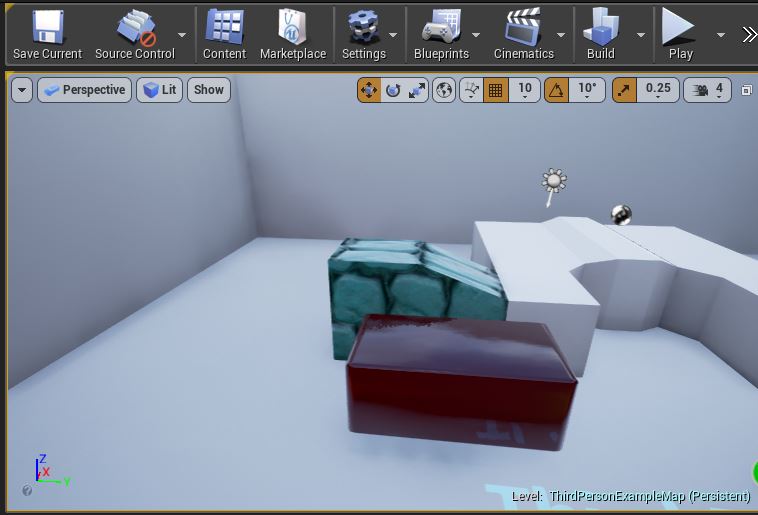 Save Current Source Control Content Marketplace Settings Blueprints Cinematics Build Play
Perspective Lit Show 10 10° 0.25 4
Z
X
Y
Level: ThirdPersonExampleMap (Persistent)